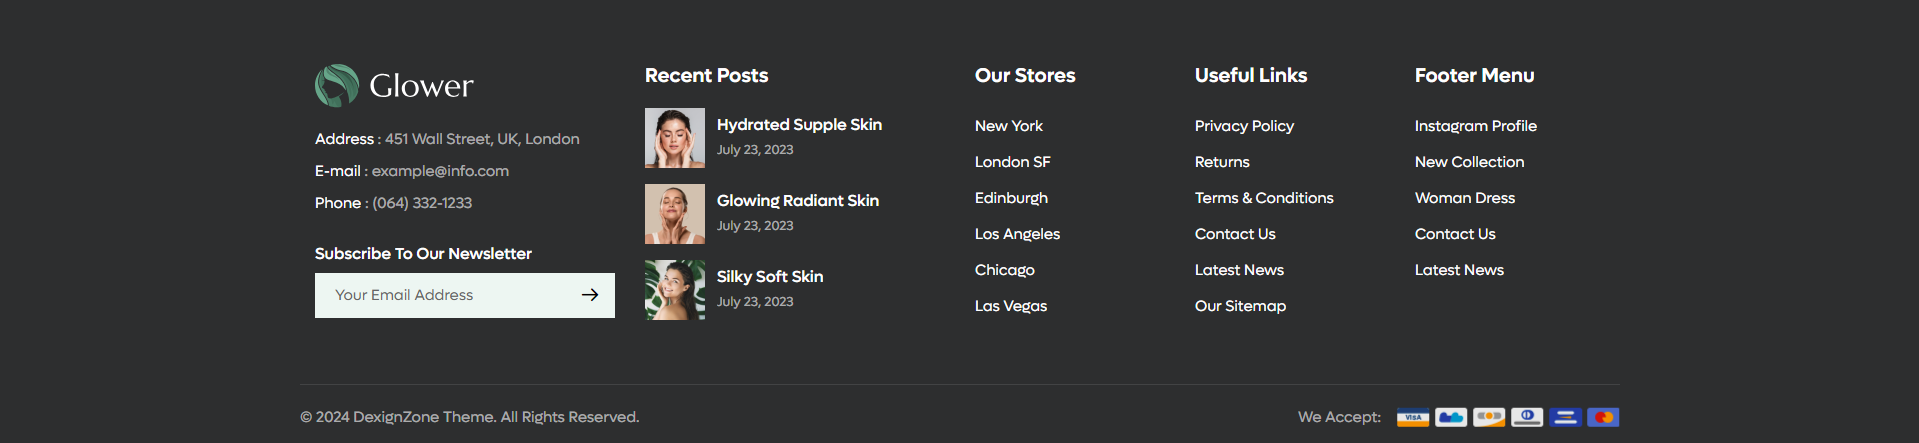 Glower
Address : 451 Wall Street, UK, London
E-mail : example@info.com
Phone : (064) 332-1233
Subscribe To Our Newsletter
Your Email Address
Recent Posts
Hydrated Supple Skin
July 23, 2023
Glowing Radiant Skin
July 23, 2023
Silky Soft Skin
July 23, 2023
Our Stores
New York
London SF
Edinburgh
Los Angeles
Chicago
Las Vegas
Useful Links
Privacy Policy
Returns
Terms & Conditions
Contact Us
Latest News
Our Sitemap
Footer Menu
Instagram Profile
New Collection
Woman Dress
Contact Us
Latest News
© 2024 DexignZone Theme. All Rights Reserved.
We Accept: VISA